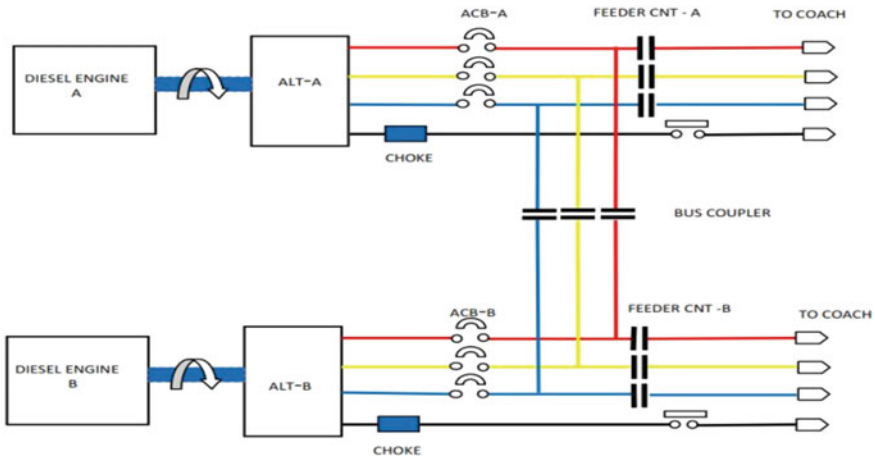 ACB-A
FEEDER CNT - A
TO COACH
DIESEL ENGINE
A
ALT-A
CHOKE
BUS COUPLER
ACB-B
FEEDER CNT -B
TO COACH
DIESEL ENGINE
B
ALT-B
CHOKE